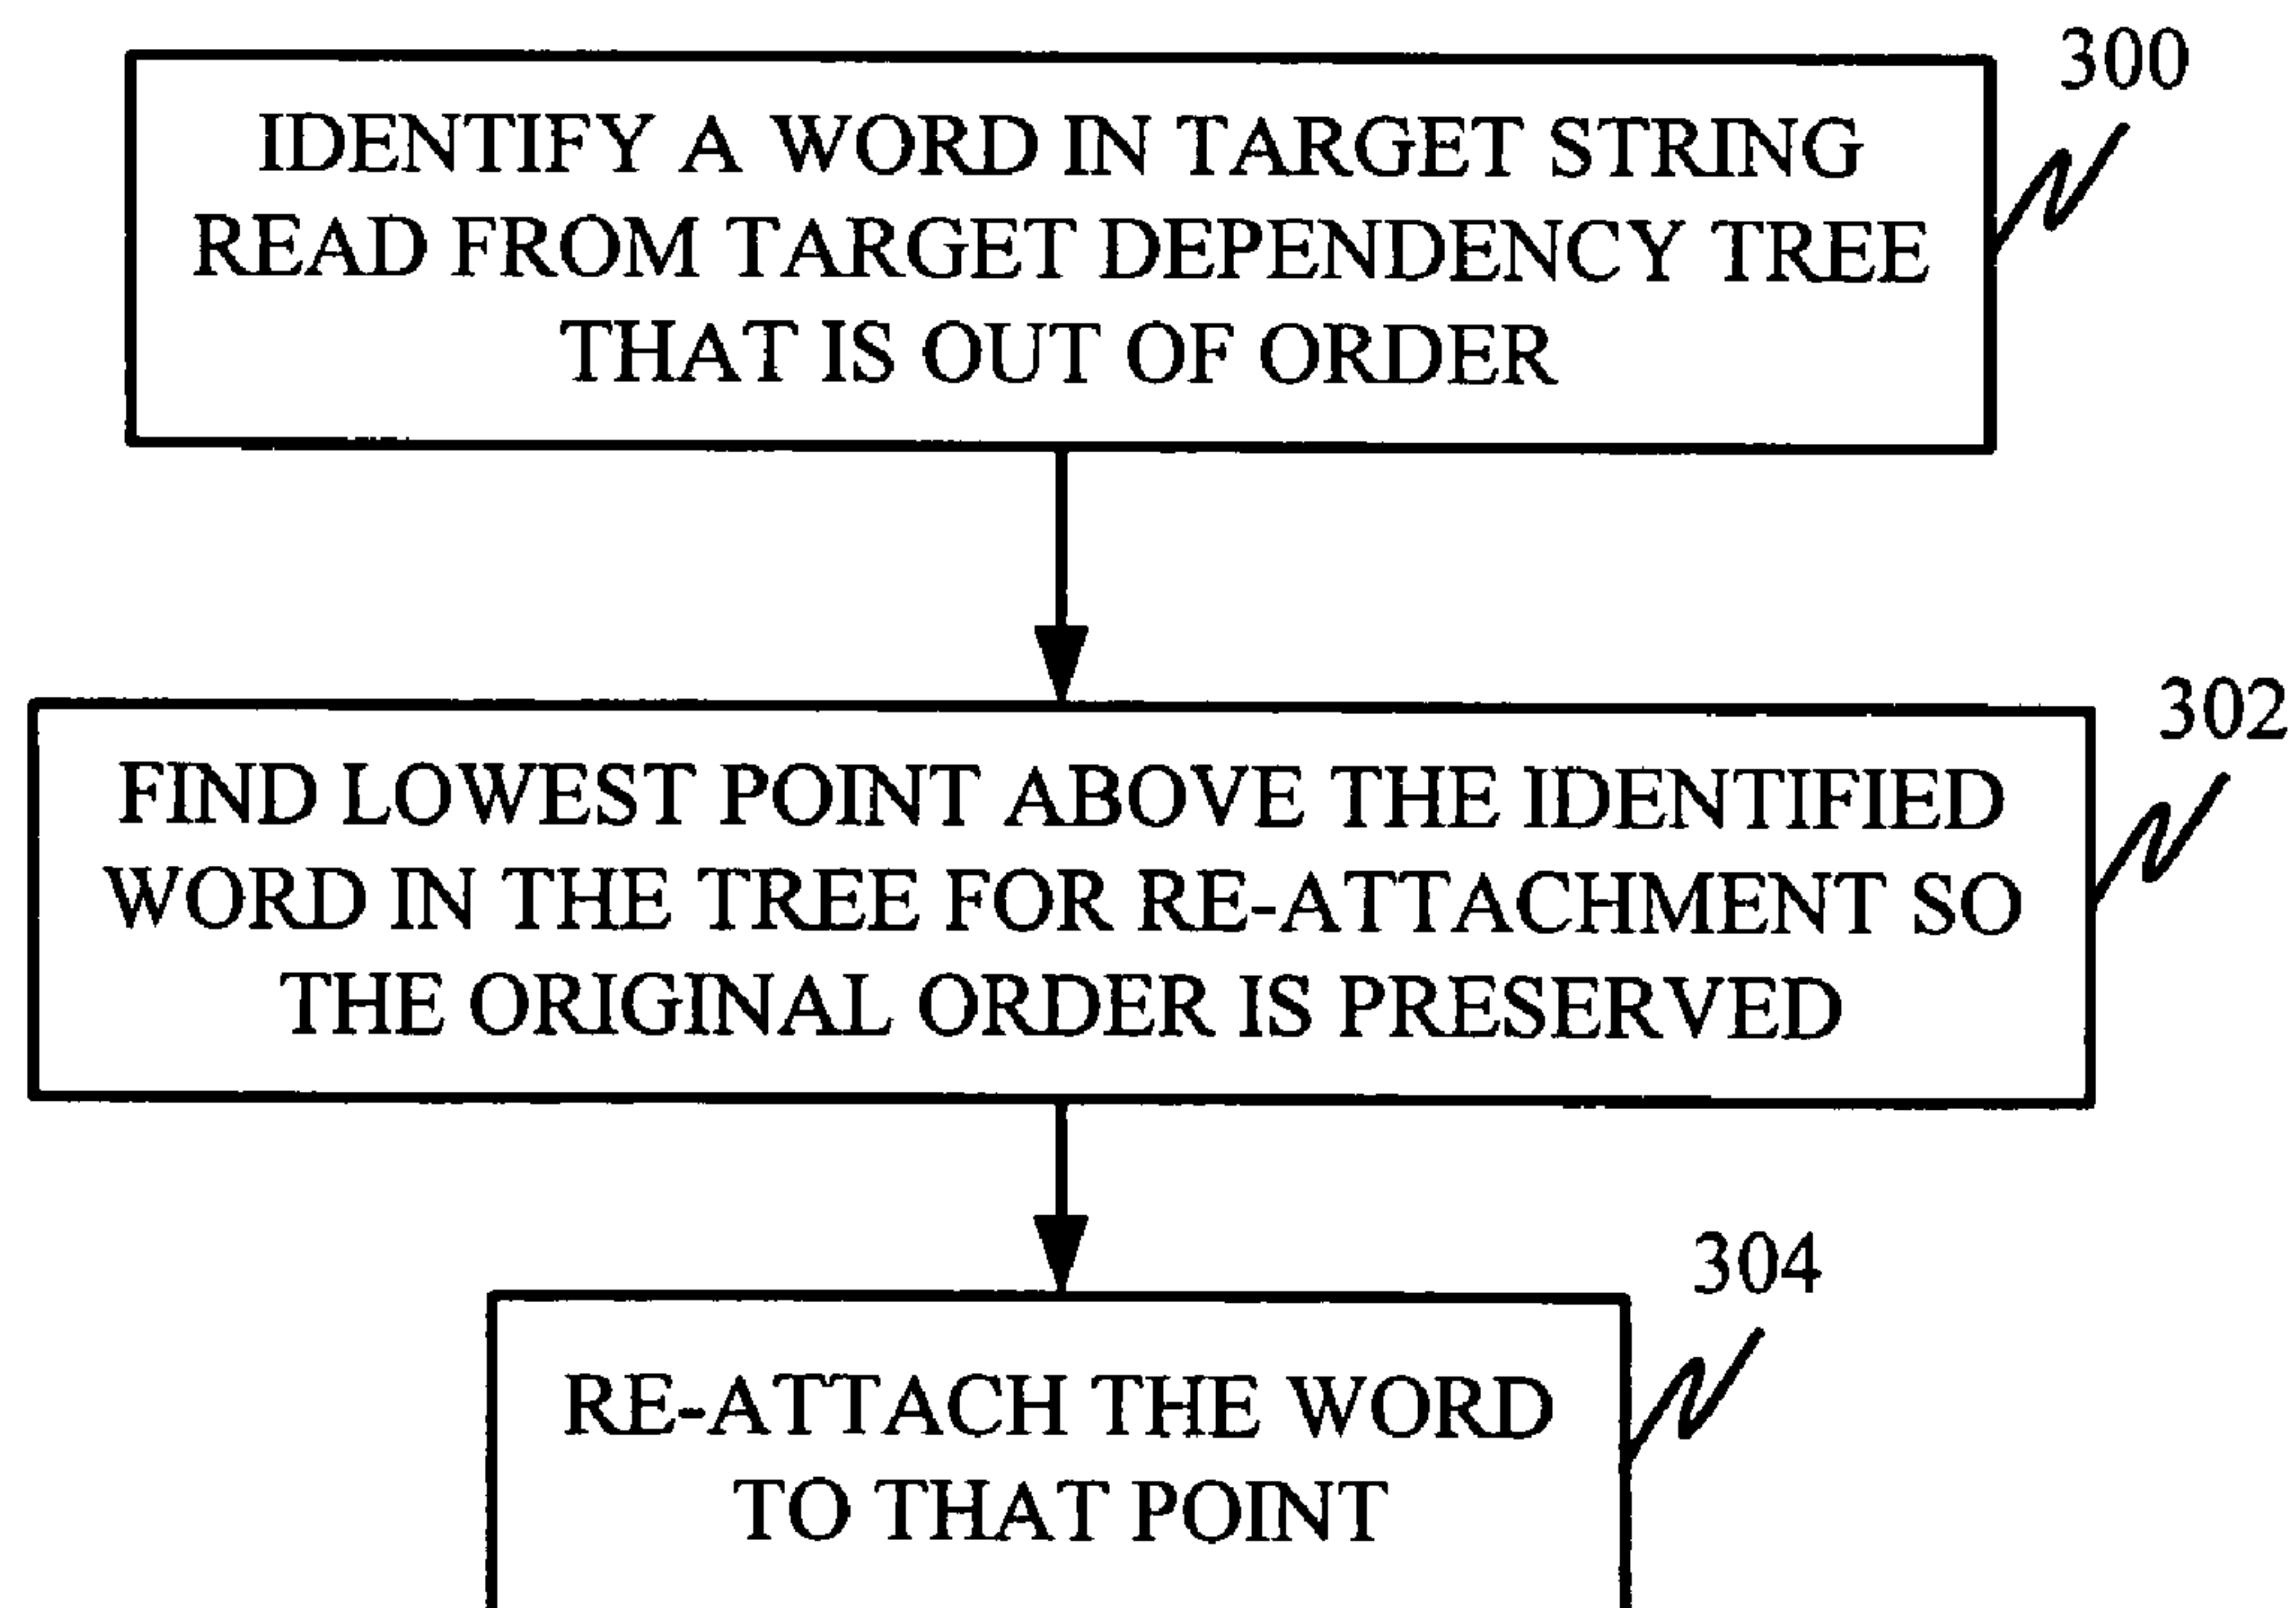 300
IDENTIFY A WORD IN TARGET STRING
READ FROM TARGET DEPENDENCY TREE
THAT IS OUT OF ORDER
302
FIND LOWEST POINT ABOVE THE IDENTIFIED
WORD IN THE TREE FOR RE-ATTACHMENT SO
THE ORIGINAL ORDER IS PRESERVED
304
RE-ATTACH THE WORD
TO THAT POINT